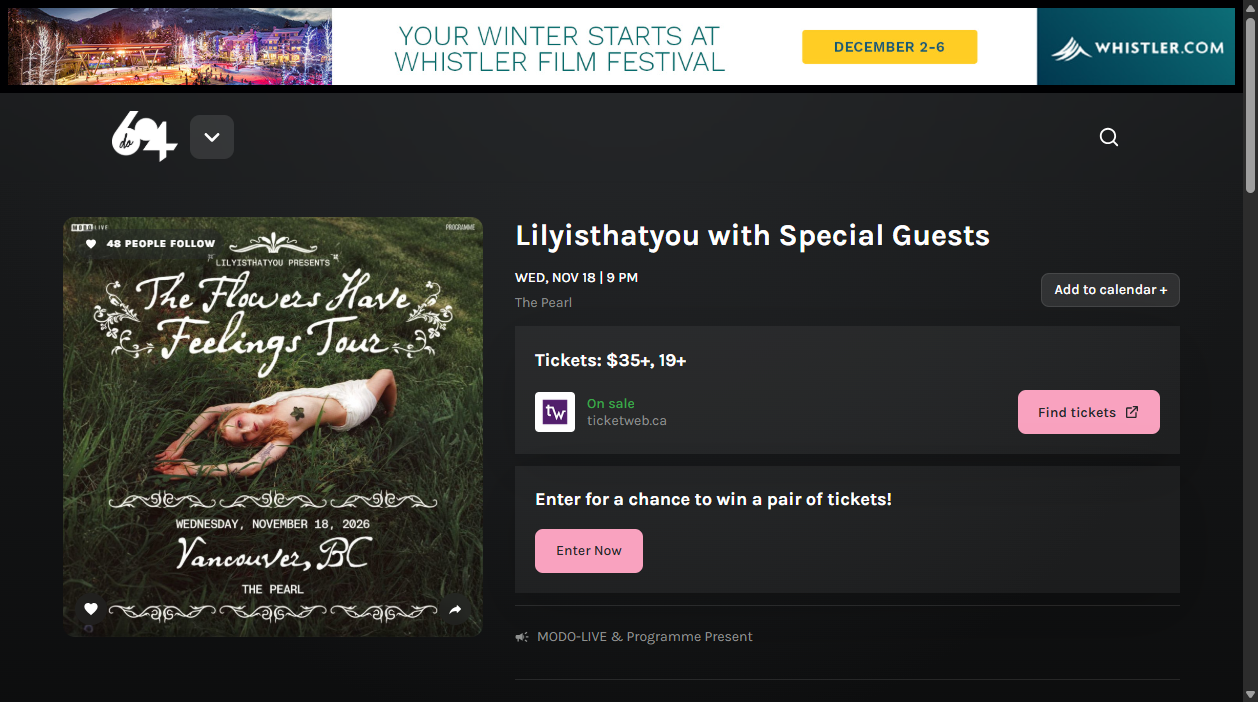 YOUR WINTER STARTS AT
WHISTLER FILM FESTIVAL
DECEMBER 2-6
WHISTLER.COM
do604
MODO-LIVE
PROGRAMME
48 PEOPLE FOLLOW
LILYISTHATYOU PRESENTS
The Flowers Have
Feelings Tour
WEDNESDAY, NOVEMBER 18, 2026
Vancouver, BC
THE PEARL
Lilyisthatyou with Special Guests
WED, NOV 18 | 9 PM
The Pearl
Add to calendar +
Tickets: $35+, 19+
tw
On sale
ticketweb.ca
Find tickets
Enter for a chance to win a pair of tickets!
Enter Now
MODO-LIVE & Programme Present